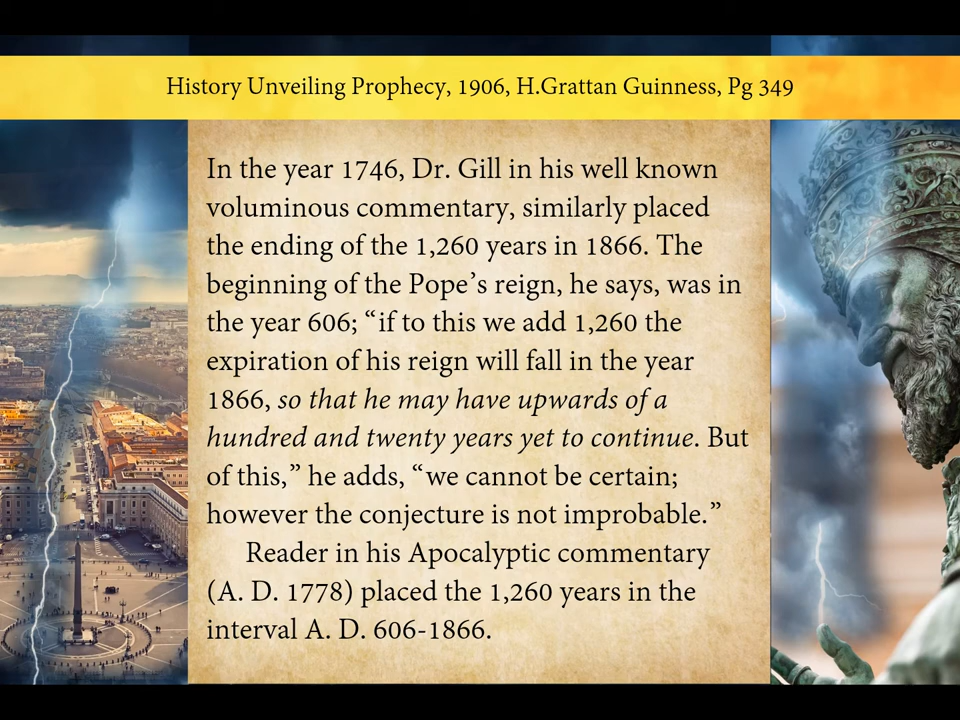 History Unveiling Prophecy, 1906, H.Grattan Guinness, Pg 349
In the year 1746, Dr. Gill in his well known
voluminous commentary, similarly placed
the ending of the 1,260 years in 1866. The
beginning of the Pope’s reign, he says, was in
the year 606; “if to this we add 1,260 the
expiration of his reign will fall in the year
1866, so that he may have upwards of a
hundred and twenty years yet to continue. But
of this,” he adds, “we cannot be certain;
however the conjecture is not improbable.”
Reader in his Apocalyptic commentary
(A. D. 1778) placed the 1,260 years in the
interval A. D. 606-1866.